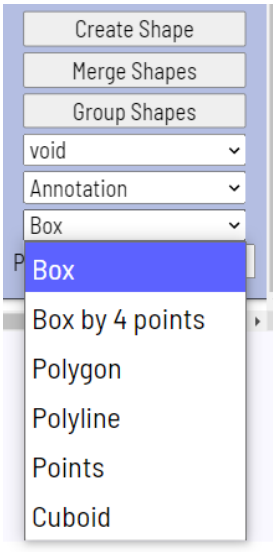 Create Shape
Merge Shapes
Group Shapes
void
Annotation
Box
P
Box
Box by 4 points
Polygon
Polyline
Points
Cuboid